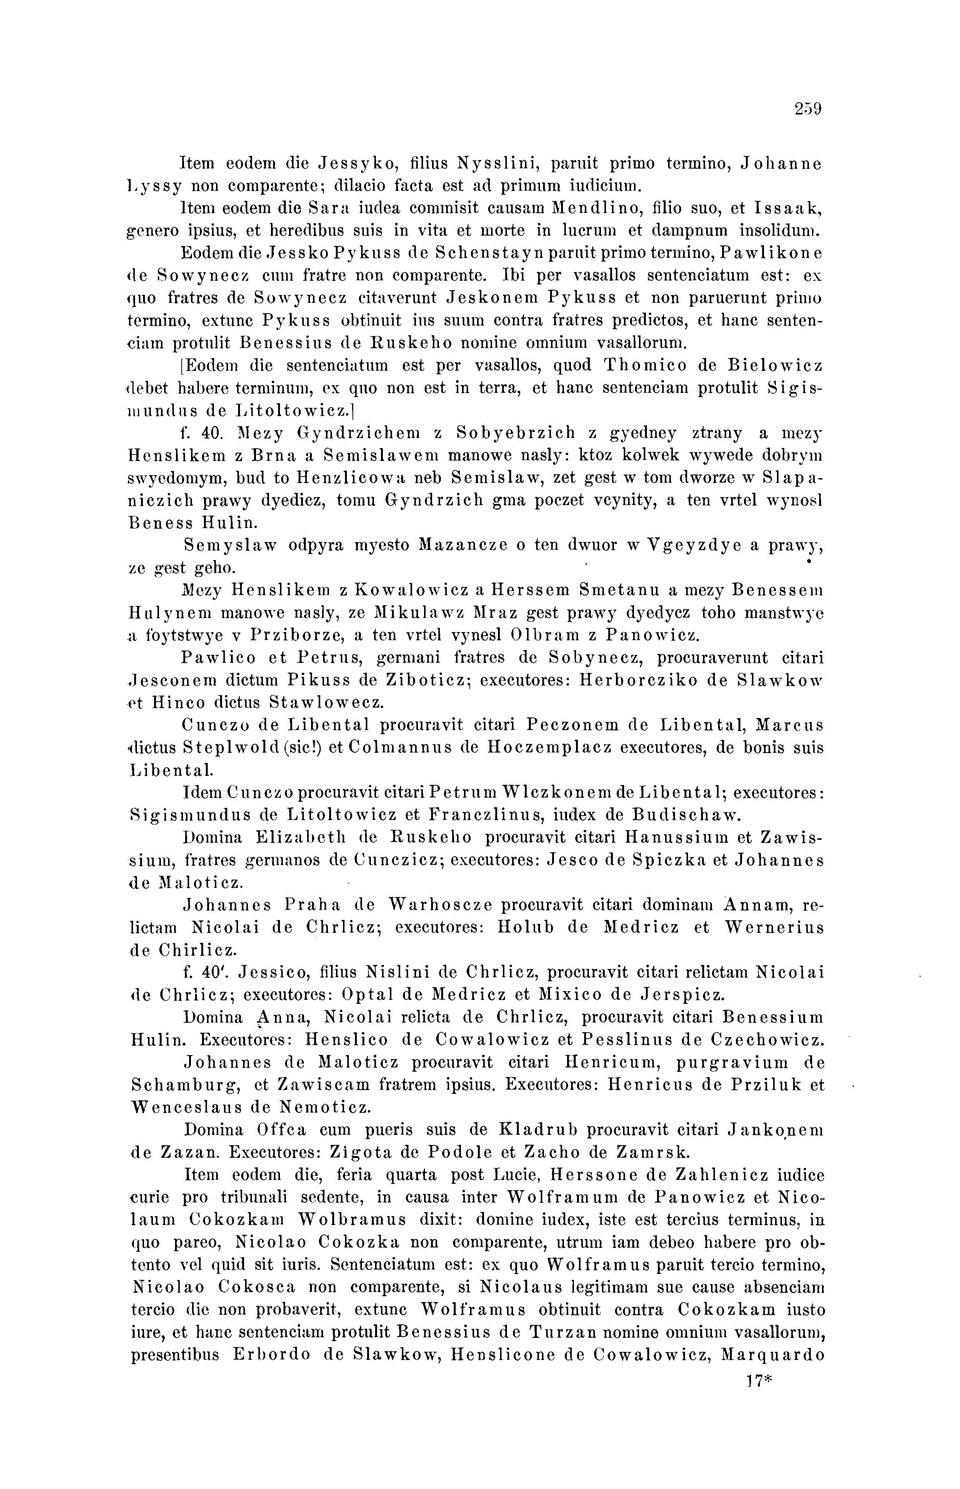 259
Item eodem die Jessyko, filius Nysslini, paruit primo termino, Johanne
Lyssy non comparente; dilacio facta est ad primum iudicium.
Item eodem die Sara iudea commisit causam Mendlino, filio suo, et Issaak,
genero ipsius, et heredibus suis in vita et morte in lucrum et dampnum insolidum.
Eodem die Jessko Pykuss de Schenstayn paruit primo termino, Pawlikone
de Sowynecz cum fratre non comparente. Ibi per vasallos sentenciatum est: ex
quo fratres de Sowynecz citaverunt Jeskonem Pykuss et non paruerunt primo
termino, extunc Pykuss obtinuit ius suum contra fratres predictos, et hanc senten-
ciam protulit Benessius de Ruskeho nomine omnium vasallorum.
[Eodem die sentenciatum est per vasallos, quod Thomico de Bielowicz
debet habere terminum, ex quo non est in terra, et hanc sentenciam protulit Sigis-
mundus de Litoltowicz.]
f. 40. Mezy Gyndrzichem z Sobyebrzich z gyedney ztrany a mezy
Henslikem z Brna a Semislawem manowe nasly: ktoz kolwek wywede dobrym
swyedomym, bud to Henzlicowa neb Semislaw, zet gest w tom dworze w Slapa-
niczich prawy dyedicz, tomu Gyndrzich gma poczet vcynity, a ten vrtel wynosl
Beness Hulin.
Semyslaw odpyra myesto Mazancze o ten dwuor w Vgeyzdye a prawy,
ze gest geho.
Mezy Henslikem z Kowalowicz a Herssem Smetanu a mezy Benessem
Hulynem manowe nasly, ze Mikulawz Mraz gest prawy dyedycz toho manstwye
a foytstwye v Prziborze, a ten vrtel vynesl Olbram z Panowicz.
Pawlico et Petrus, germani fratres de Sobynecz, procuraverunt citari
Jesconem dictum Pikuss de Ziboticz; executores: Herborcziko de Slawkow
et Hinco dictus Stawlowecz.
Cunczo de Libental procuravit citari Peczonem de Libental, Marcus
dictus Steplwold (sic!) et Colmannus de Hoczemplacz executores, de bonis suis
Libental.
Idem Cunczo procuravit citari Petrum Wlczkonem de Libental; executores:
Sigismundus de Litoltowicz et Franczlinus, iudex de Budischaw.
Domina Elizabeth de Ruskeho procuravit citari Hanussium et Zawis-
sium, fratres germanos de Cunczicz; executores: Jesco de Spiczka et Johannes
de Maloticz.
Johannes Praha de Warhoscze procuravit citari dominam Annam, re-
lictam Nicolai de Chrlicz; executores: Holub de Medricz et Wernerius
de Chirlicz.
f. 40'. Jessico, filius Nislini de Chrlicz, procuravit citari relictam Nicolai
de Chrlicz; executores: Optal de Medricz et Mixico de Jerspicz.
Domina Anna, Nicolai relicta de Chrlicz, procuravit citari Benessium
Hulin. Executores: Henslico de Cowalowicz et Pesslinus de Czechowicz.
Johannes de Maloticz procuravit citari Henricum, purgravium de
Schamburg, et Zawiscam fratrem ipsius. Executores: Henricus de Prziluk et
Wenceslaus de Nemoticz.
Domina Offca cum pueris suis de Kladrub procuravit citari Jankonem
de Zazan. Executores: Zigota de Podole et Zacho de Zamrsk.
Item eodem die, feria quarta post Lucie, Herssone de Zahlenicz iudice
curie pro tribunali sedente, in causa inter Wolframum de Panowicz et Nico-
laum Cokozkam Wolbramus dixit: domine iudex, iste est tercius terminus, in
quo pareo, Nicolao Cokozka non comparente, utrum iam debeo habere pro ob-
tento vel quid sit iuris. Sentenciatum est: ex quo Wolframus paruit tercio termino,
Nicolao Cokosca non comparente, si Nicolaus legitimam sue cause absenciam
tercio die non probaverit, extunc Wolframus obtinuit contra Cokozkam iusto
iure, et hanc sentenciam protulit Benessius de Turzan nomine omnium vasallorum,
presentibus Erbordo de Slawkow, Henslicone de Cowalowicz, Marquardo
17*